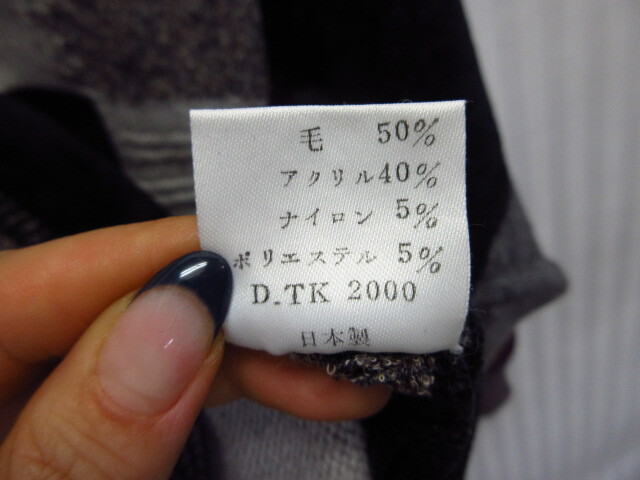 毛 50%
アクリル40%
ナイロン 5%
ポリエステル 5%
D.TK 2000
日本製